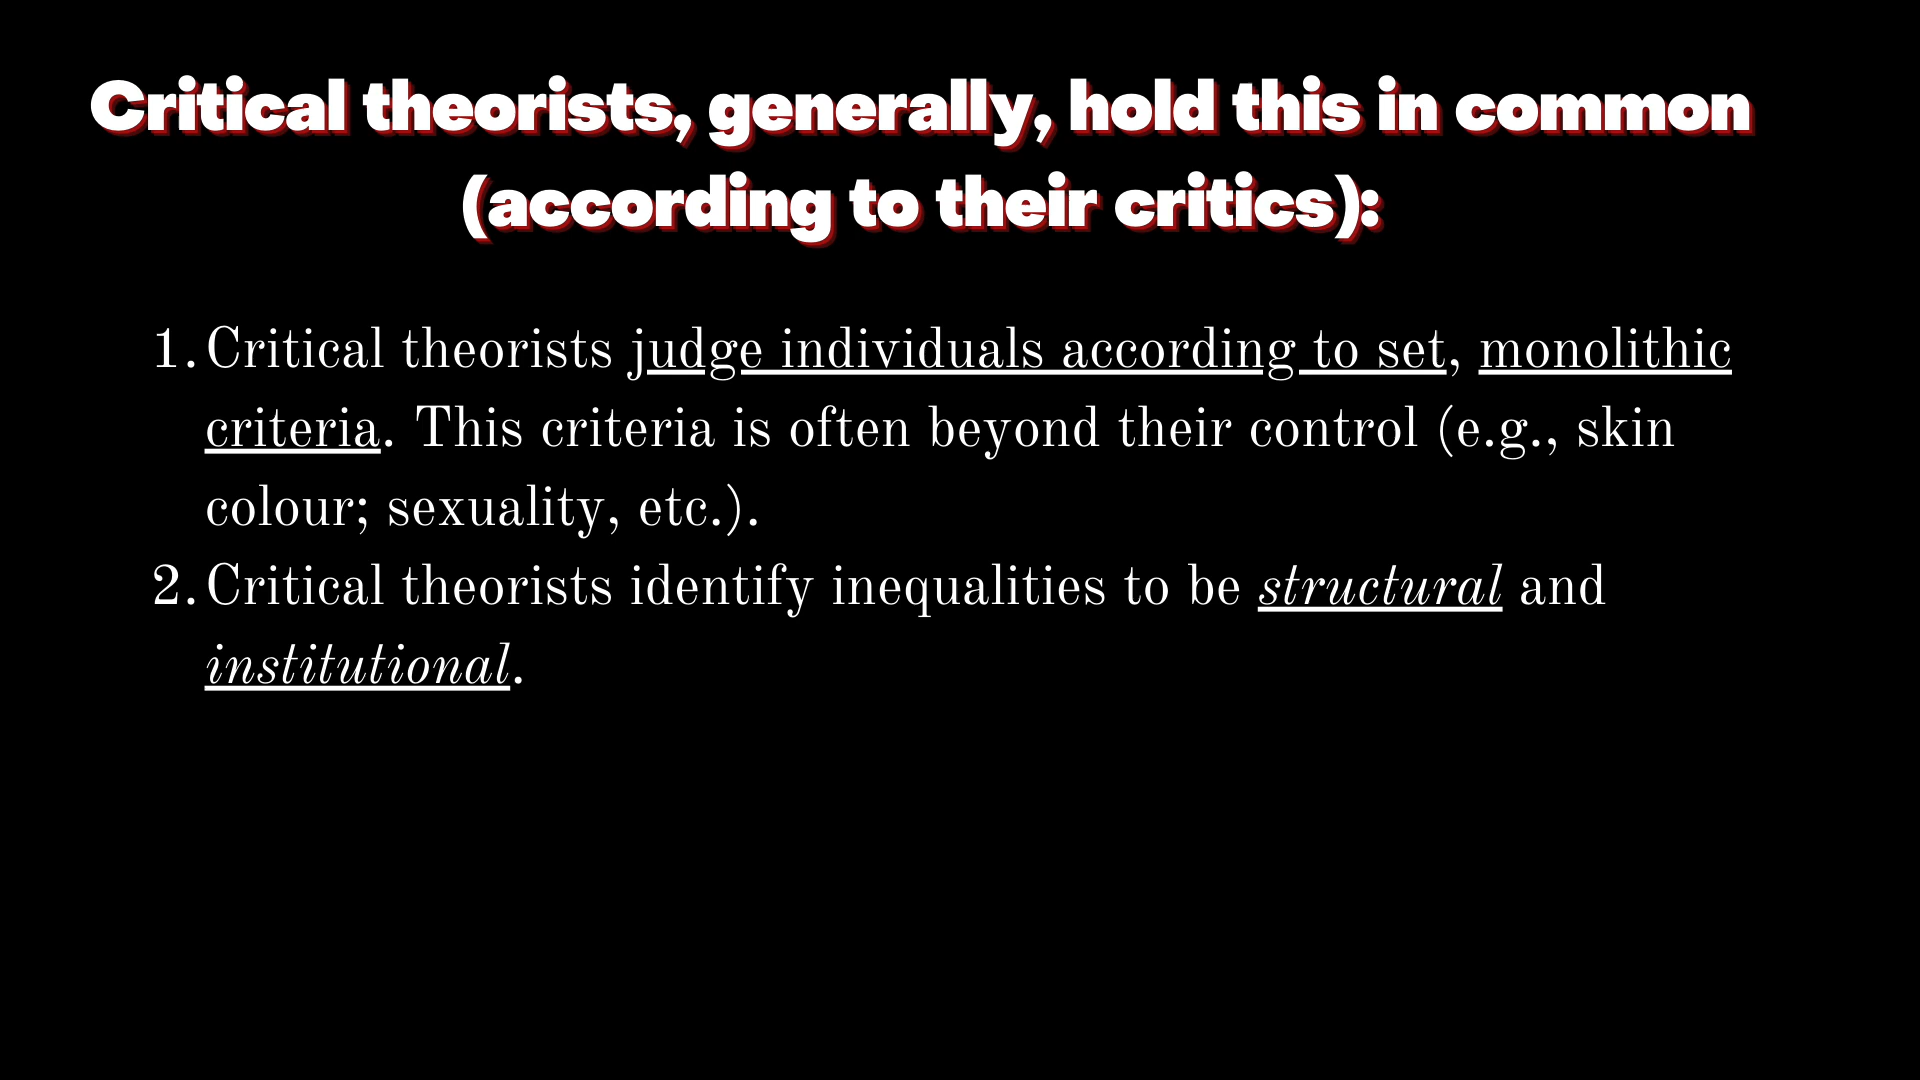 Critical theorists, generally, hold this in common
(according to their critics):
1. Critical theorists judge individuals according to set, monolithic
criteria. This criteria is often beyond their control (e.g., skin
colour; sexuality, etc.).
2. Critical theorists identify inequalities to be structural and
institutional.